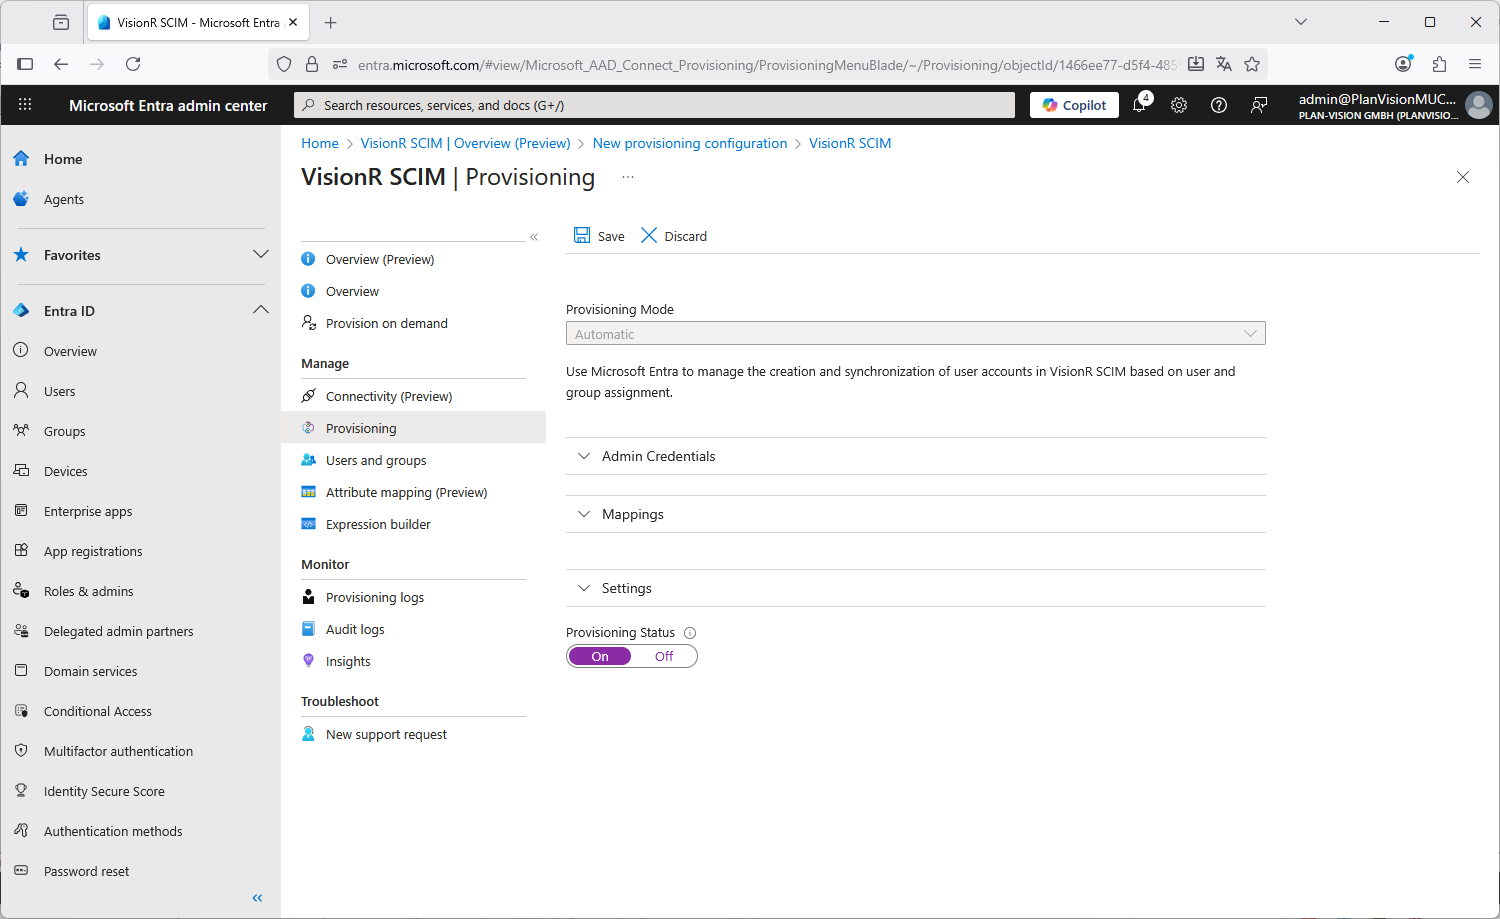 VisionR SCIM - Microsoft Entra
entra.microsoft.com/#view/Microsoft_AAD_Connect_Provisioning/ProvisioningMenuBlade/~/Provisioning/objectId/1466ee77-d5f4-485
Microsoft Entra admin center
Search resources, services, and docs (G+/)
Copilot
4
admin@PlanVisionMUC...
PLAN-VISION GMBH (PLANVISIO...
Home
Agents
Favorites
Entra ID
Overview
Users
Groups
Devices
Enterprise apps
App registrations
Roles & admins
Delegated admin partners
Domain services
Conditional Access
Multifactor authentication
Identity Secure Score
Authentication methods
Password reset
Home > VisionR SCIM | Overview (Preview) > New provisioning configuration > VisionR SCIM
VisionR SCIM | Provisioning ...
Overview (Preview)
Overview
Provision on demand
Manage
Connectivity (Preview)
Provisioning
Users and groups
Attribute mapping (Preview)
Expression builder
Monitor
Provisioning logs
Audit logs
Insights
Troubleshoot
New support request
Save Discard
Provisioning Mode
Automatic
Use Microsoft Entra to manage the creation and synchronization of user accounts in VisionR SCIM based on user and
group assignment.
Admin Credentials
Mappings
Settings
Provisioning Status
On Off